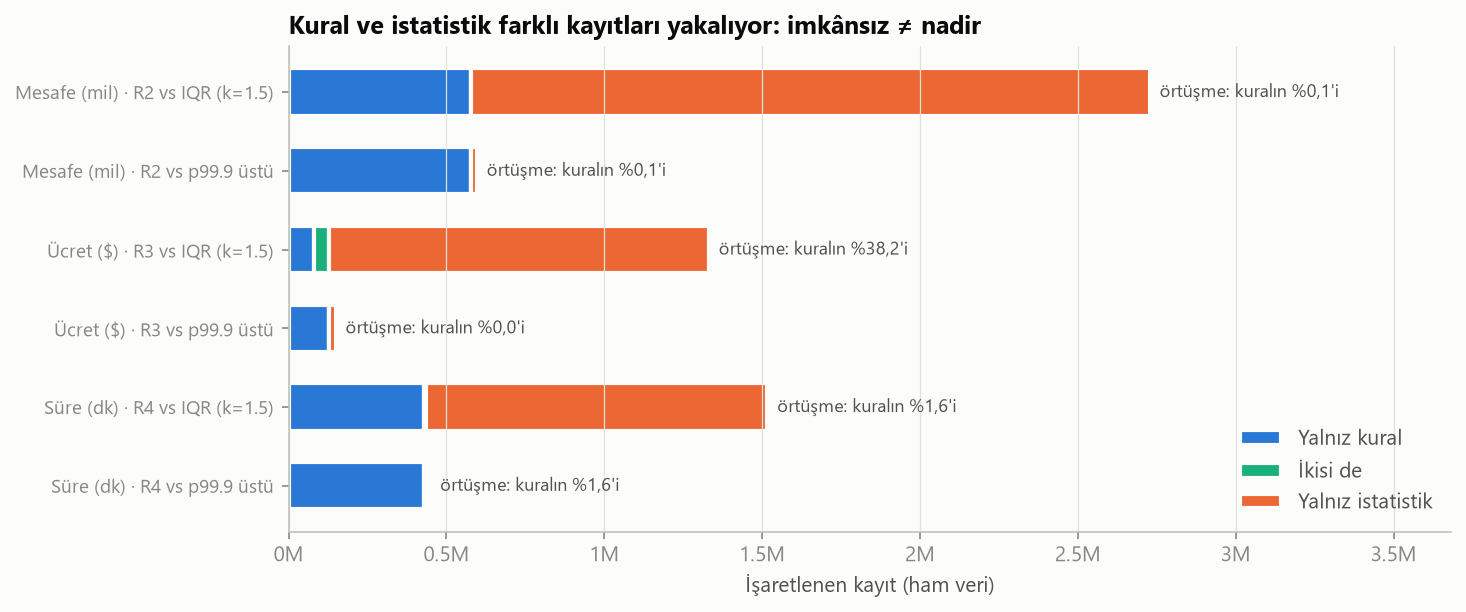 Kural ve istatistik farklı kayıtları yakalıyor: imkânsız ≠ nadir
Mesafe (mil) · R2 vs IQR (k=1.5)
örtüşme: kuralın %0,1'i
Mesafe (mil) · R2 vs p99.9 üstü
örtüşme: kuralın %0,1'i
Ücret ($) · R3 vs IQR (k=1.5)
örtüşme: kuralın %38,2'i
Ücret ($) · R3 vs p99.9 üstü
örtüşme: kuralın %0,0'i
Süre (dk) · R4 vs IQR (k=1.5)
örtüşme: kuralın %1,6'i
Süre (dk) · R4 vs p99.9 üstü
örtüşme: kuralın %1,6'i
Yalnız kural
İkisi de
Yalnız istatistik
0M 0.5M 1M 1.5M 2M 2.5M 3M 3.5M
İşaretlenen kayıt (ham veri)